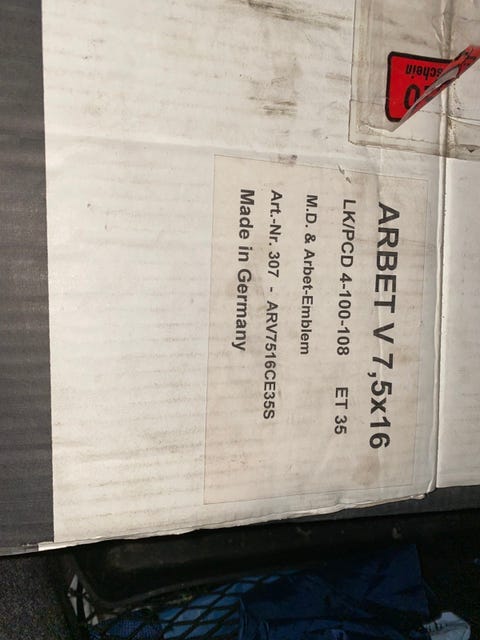 ARBET V 7,5x16
LK/PCD 4-100-108 ET 35
M.D. & Arbet-Emblem
Art.-Nr. 307 - ARV7516CE35S
Made in Germany